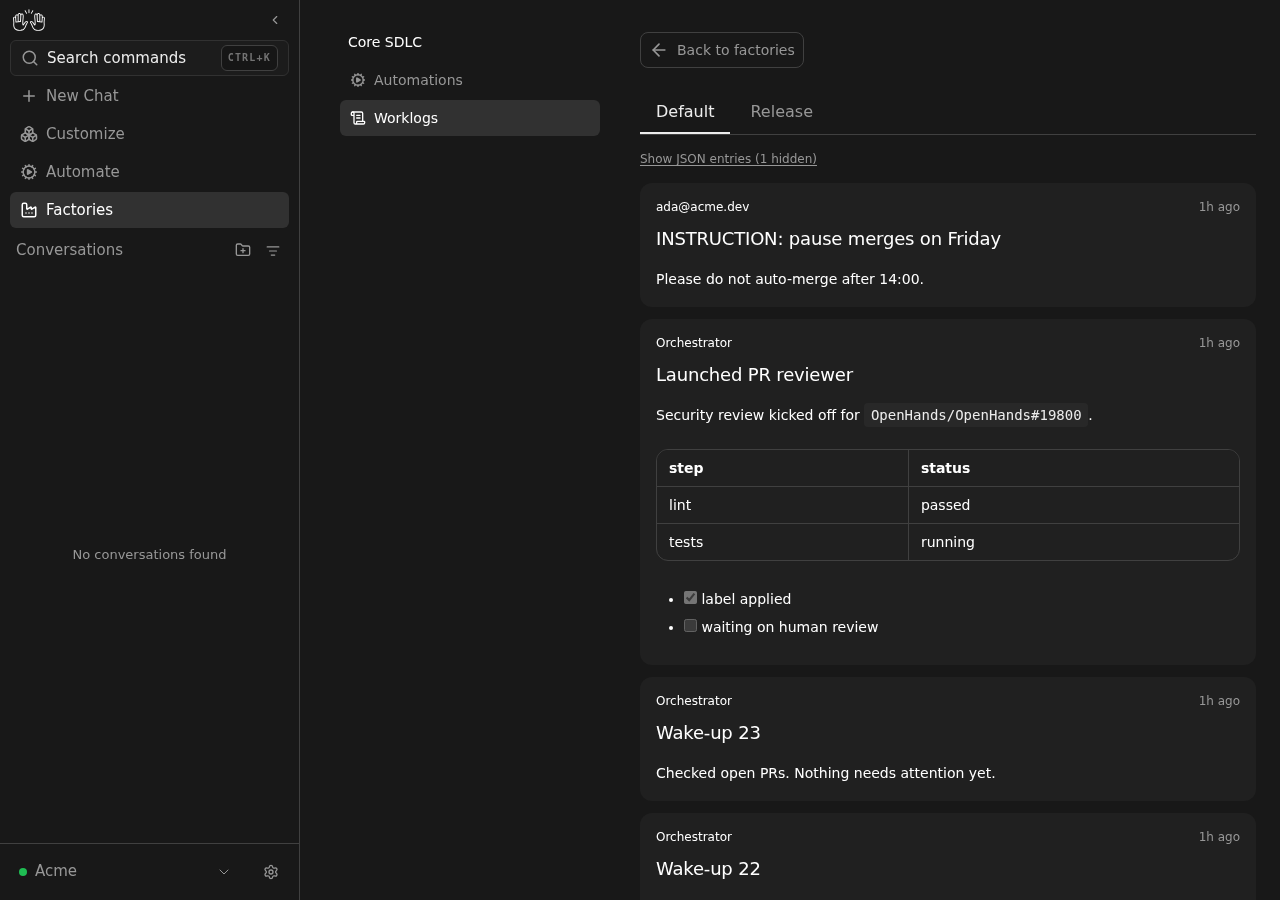 Search commands CTRL+K
New Chat
Customize
Automate
Factories
Conversations
No conversations found
Acme
Core SDLC
Automations
Worklogs
Back to factories
Default Release
Show JSON entries (1 hidden)
ada@acme.dev 1h ago
INSTRUCTION: pause merges on Friday
Please do not auto-merge after 14:00.
Orchestrator 1h ago
Launched PR reviewer
Security review kicked off for OpenHands/OpenHands#19800.
step status
lint passed
tests running
label applied
waiting on human review
Orchestrator 1h ago
Wake-up 23
Checked open PRs. Nothing needs attention yet.
Orchestrator 1h ago
Wake-up 22